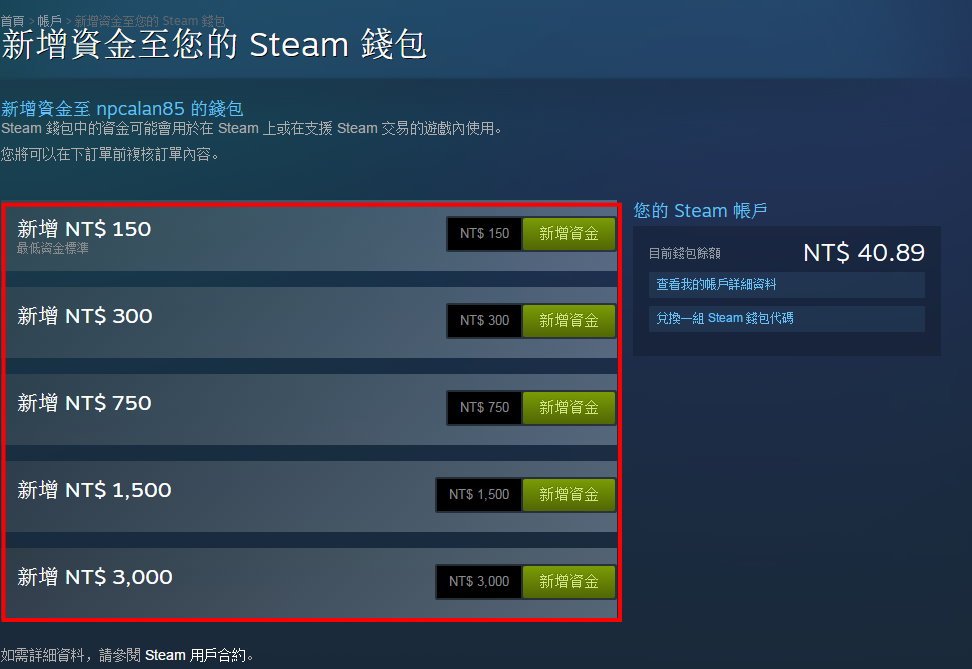 首頁 > 帳戶 > 新增資金至您的 Steam 錢包
新增資金至您的 Steam 錢包
新增資金至 npcalan85 的錢包
Steam 錢包中的資金可能會用於在 Steam 上或在支援 Steam 交易的遊戲內使用。
您將可以在下訂單前複核訂單內容。
新增 NT$ 150
最低資金標準
NT$ 150 新增資金
新增 NT$ 300
NT$ 300 新增資金
新增 NT$ 750
NT$ 750 新增資金
新增 NT$ 1,500
NT$ 1,500 新增資金
新增 NT$ 3,000
NT$ 3,000 新增資金
您的 Steam 帳戶
目前錢包餘額 NT$ 40.89
查看我的帳戶詳細資料
兌換一組 Steam 錢包代碼
如需詳細資料，請參閱 Steam 用戶合約。